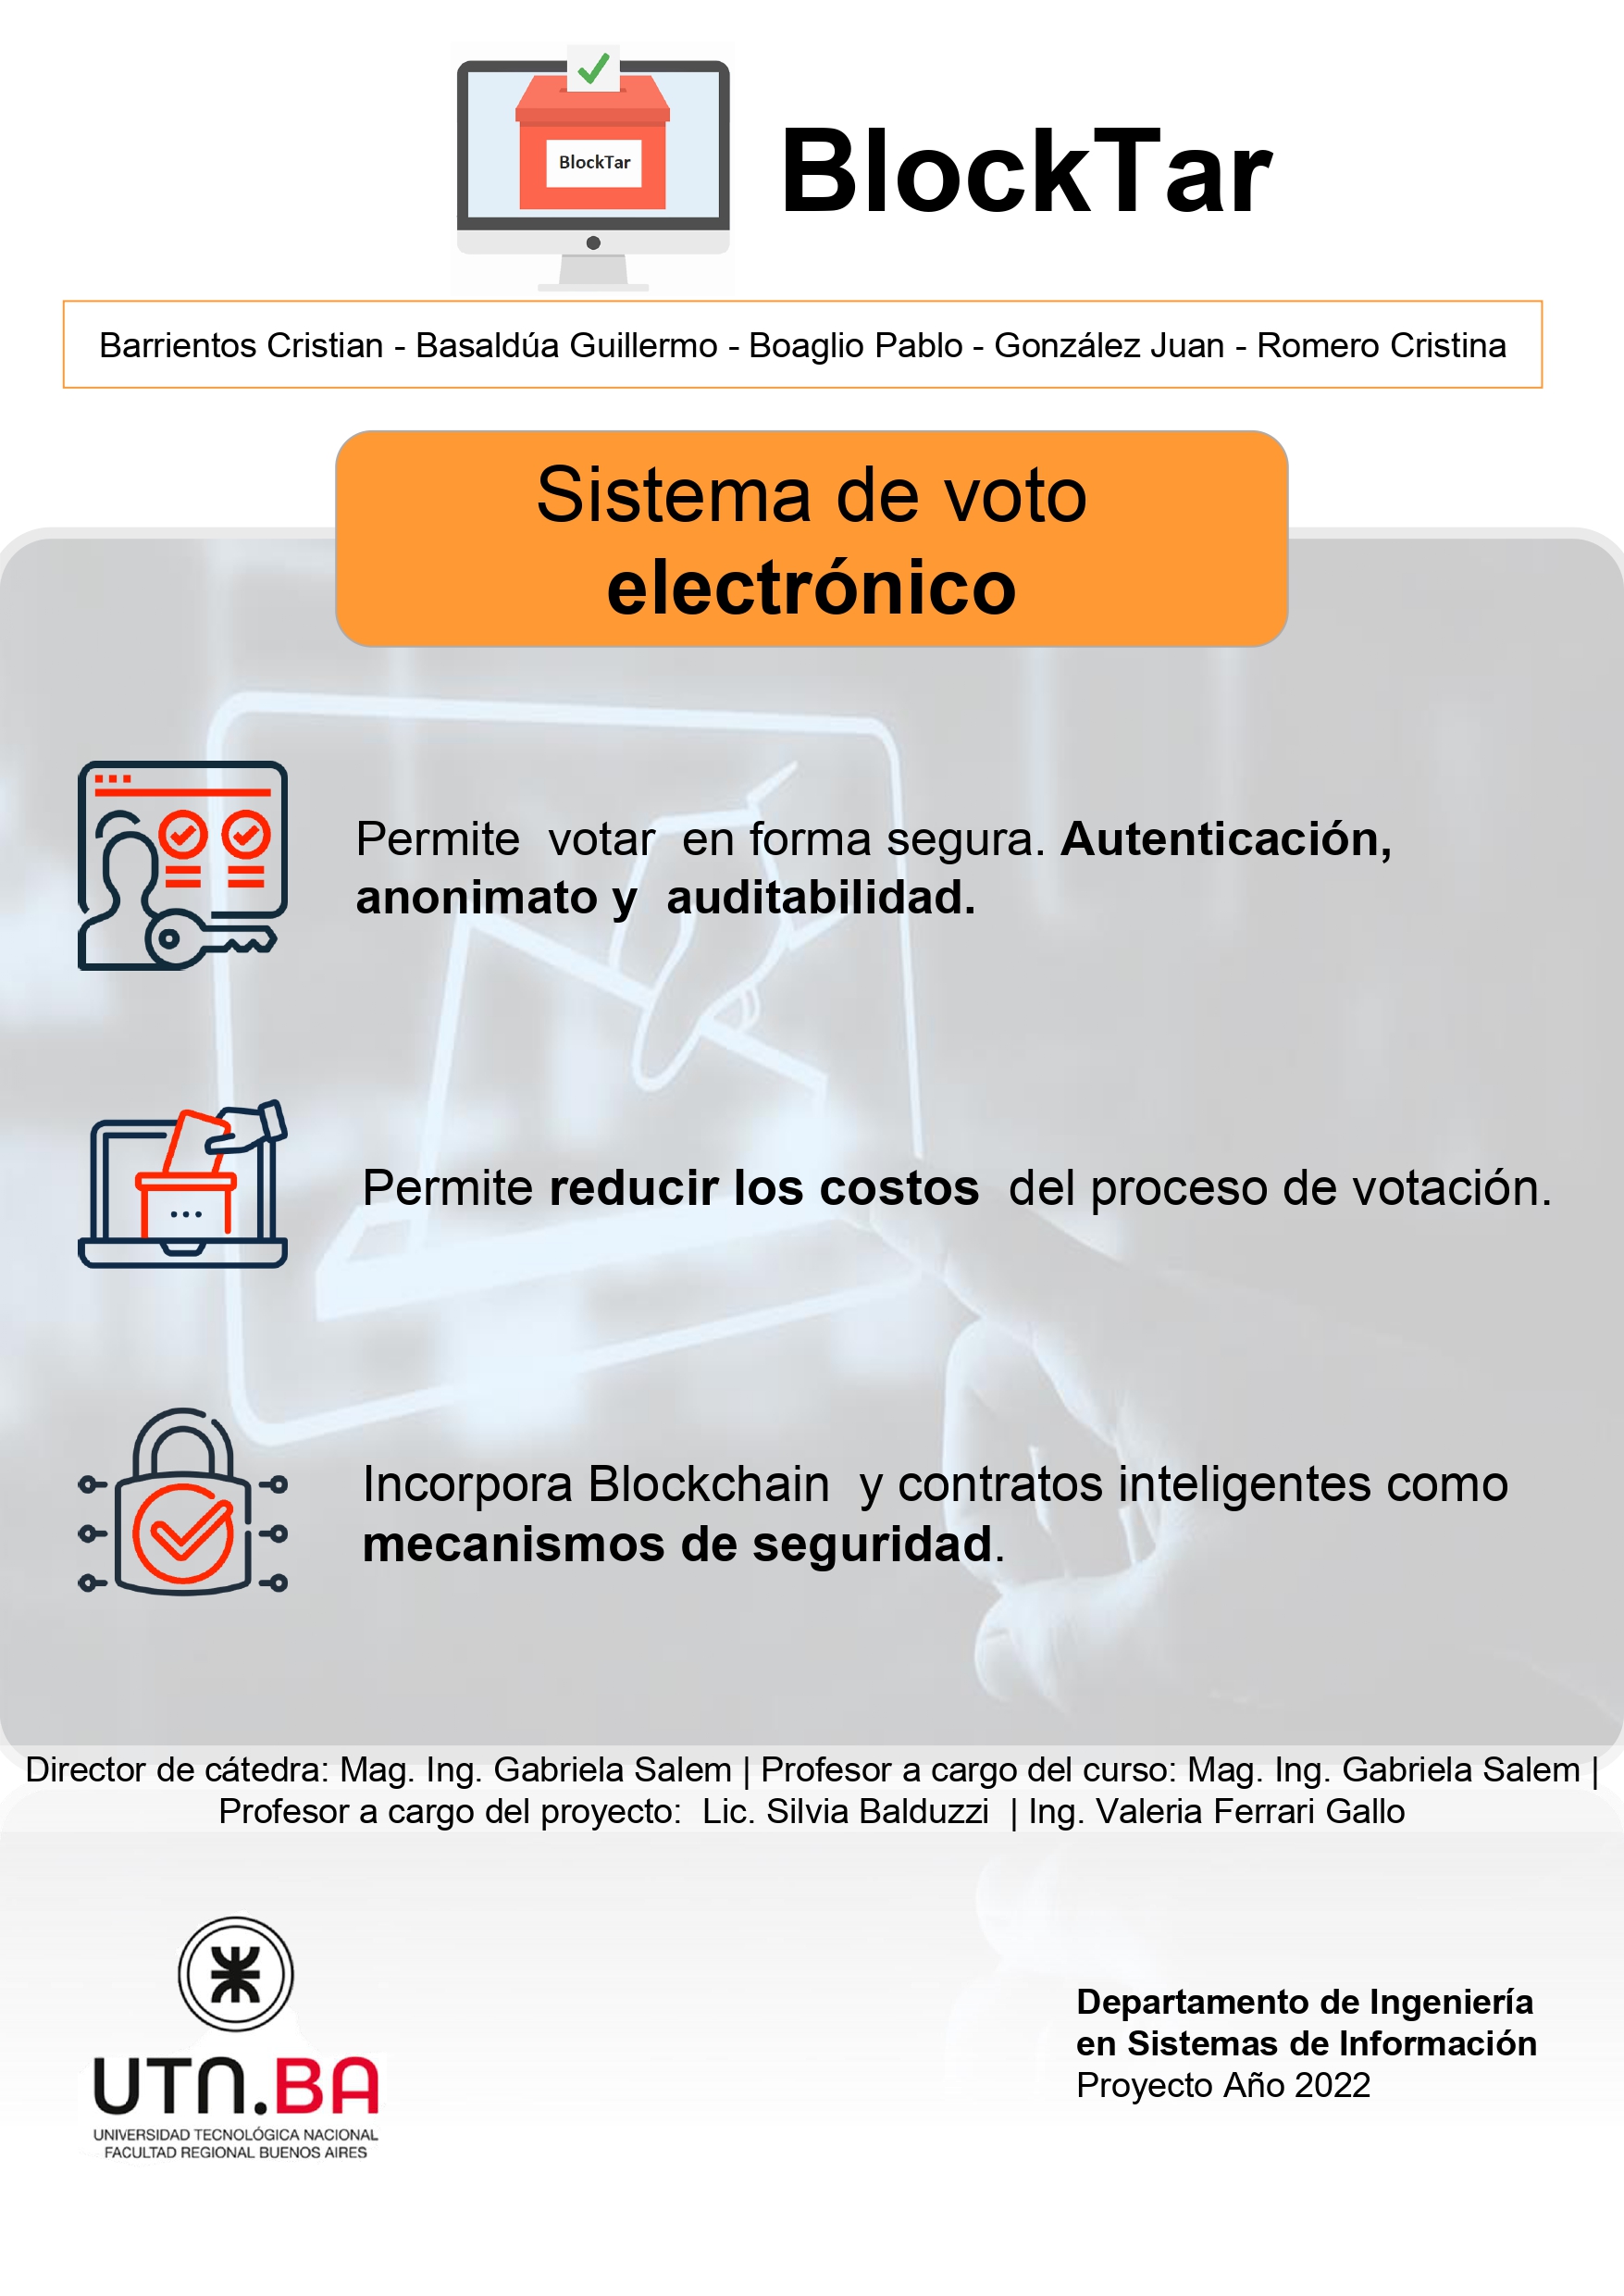 BlockTar
BlockTar
Barrientos Cristian - Basaldúa Guillermo - Boaglio Pablo - González Juan - Romero Cristina
Sistema de voto
electrónico
Permite votar en forma segura. Autenticación,
anonimato y auditabilidad.
Permite reducir los costos del proceso de votación.
Incorpora Blockchain y contratos inteligentes como
mecanismos de seguridad.
Director de cátedra: Mag. Ing. Gabriela Salem | Profesor a cargo del curso: Mag. Ing. Gabriela Salem |
Profesor a cargo del proyecto: Lic. Silvia Balduzzi | Ing. Valeria Ferrari Gallo
UTN.BA
UNIVERSIDAD TECNOLÓGICA NACIONAL
FACULTAD REGIONAL BUENOS AIRES
Departamento de Ingeniería
en Sistemas de Información
Proyecto Año 2022